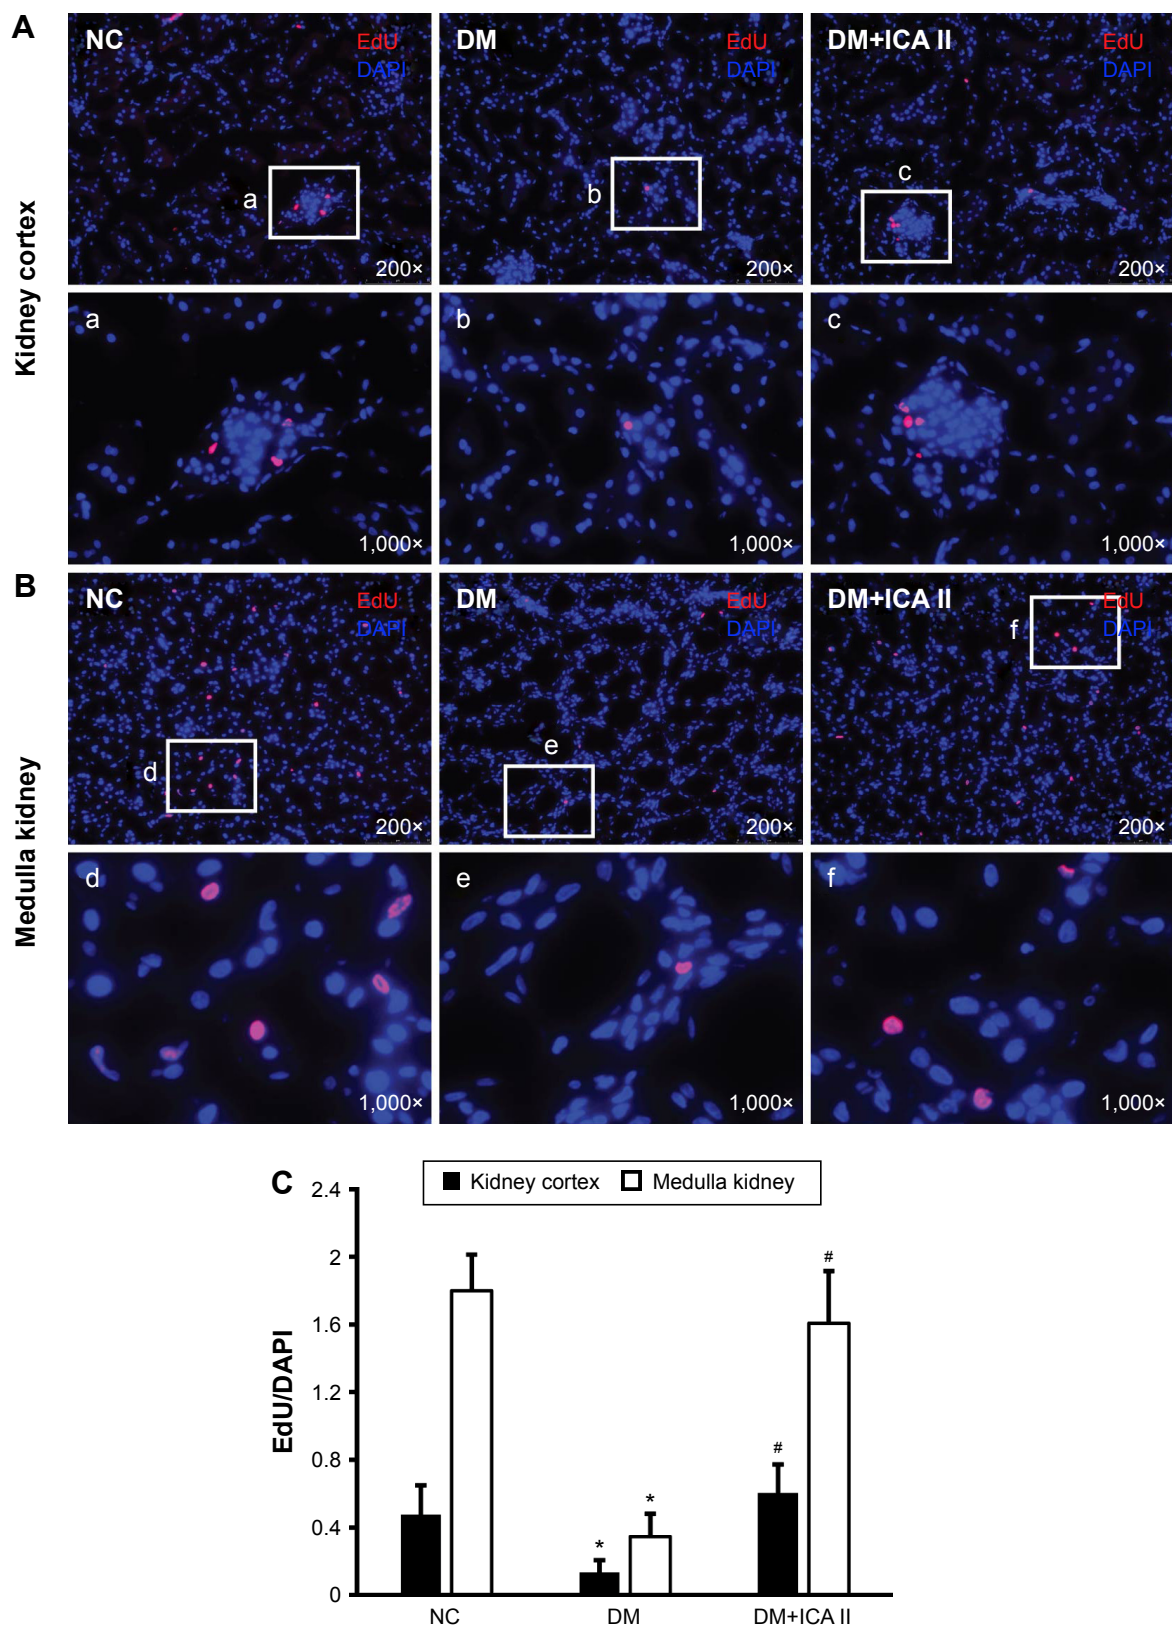 A
NC
EdU
DAPI
DM
EdU
DAPI
DM+ICA II
EdU
DAPI
a
b
c
200×
200×
200×
Kidney cortex
a
b
c
1,000×
1,000×
1,000×
B
NC
EdU
DAPI
DM
EdU
DAPI
DM+ICA II
EdU
DAPI
d
e
f
200×
200×
200×
Medulla kidney
d
e
f
1,000×
1,000×
1,000×
C
Kidney cortex
Medulla kidney
2.4
2
1.6
1.2
0.8
0.4
0
EdU/DAPI
*
*
#
#
NC
DM
DM+ICA II